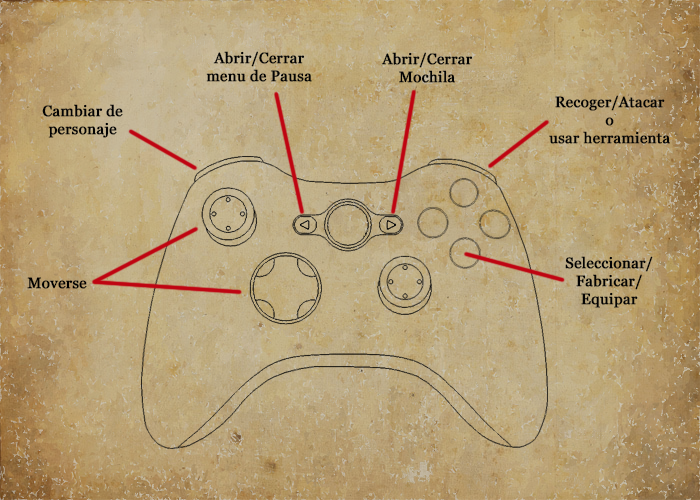 Abrir/Cerrar
menu de Pausa
Abrir/Cerrar
Mochila
Cambiar de
personaje
Recoger/Atacar
o
usar herramienta
Moverse
Seleccionar/
Fabricar/
Equipar